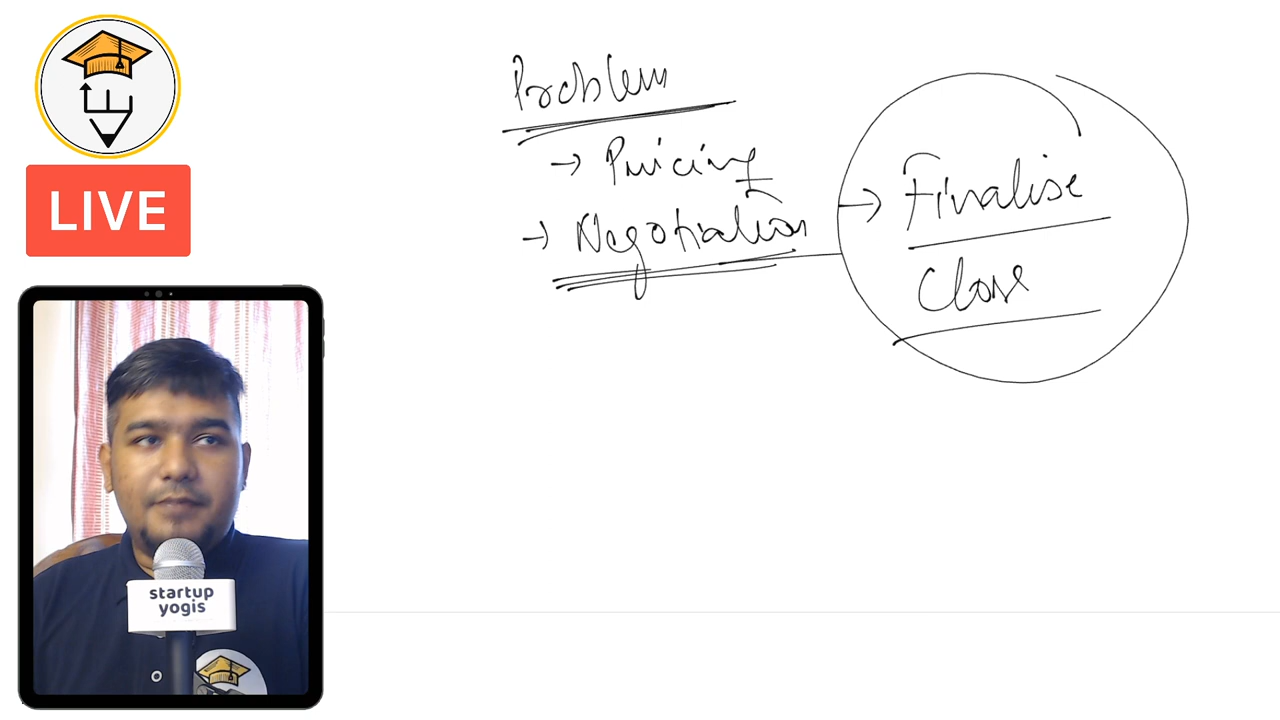 LIVE
Problem
→ Pricing
→ Negotiation
→ Finalise
Close
startup
yogis